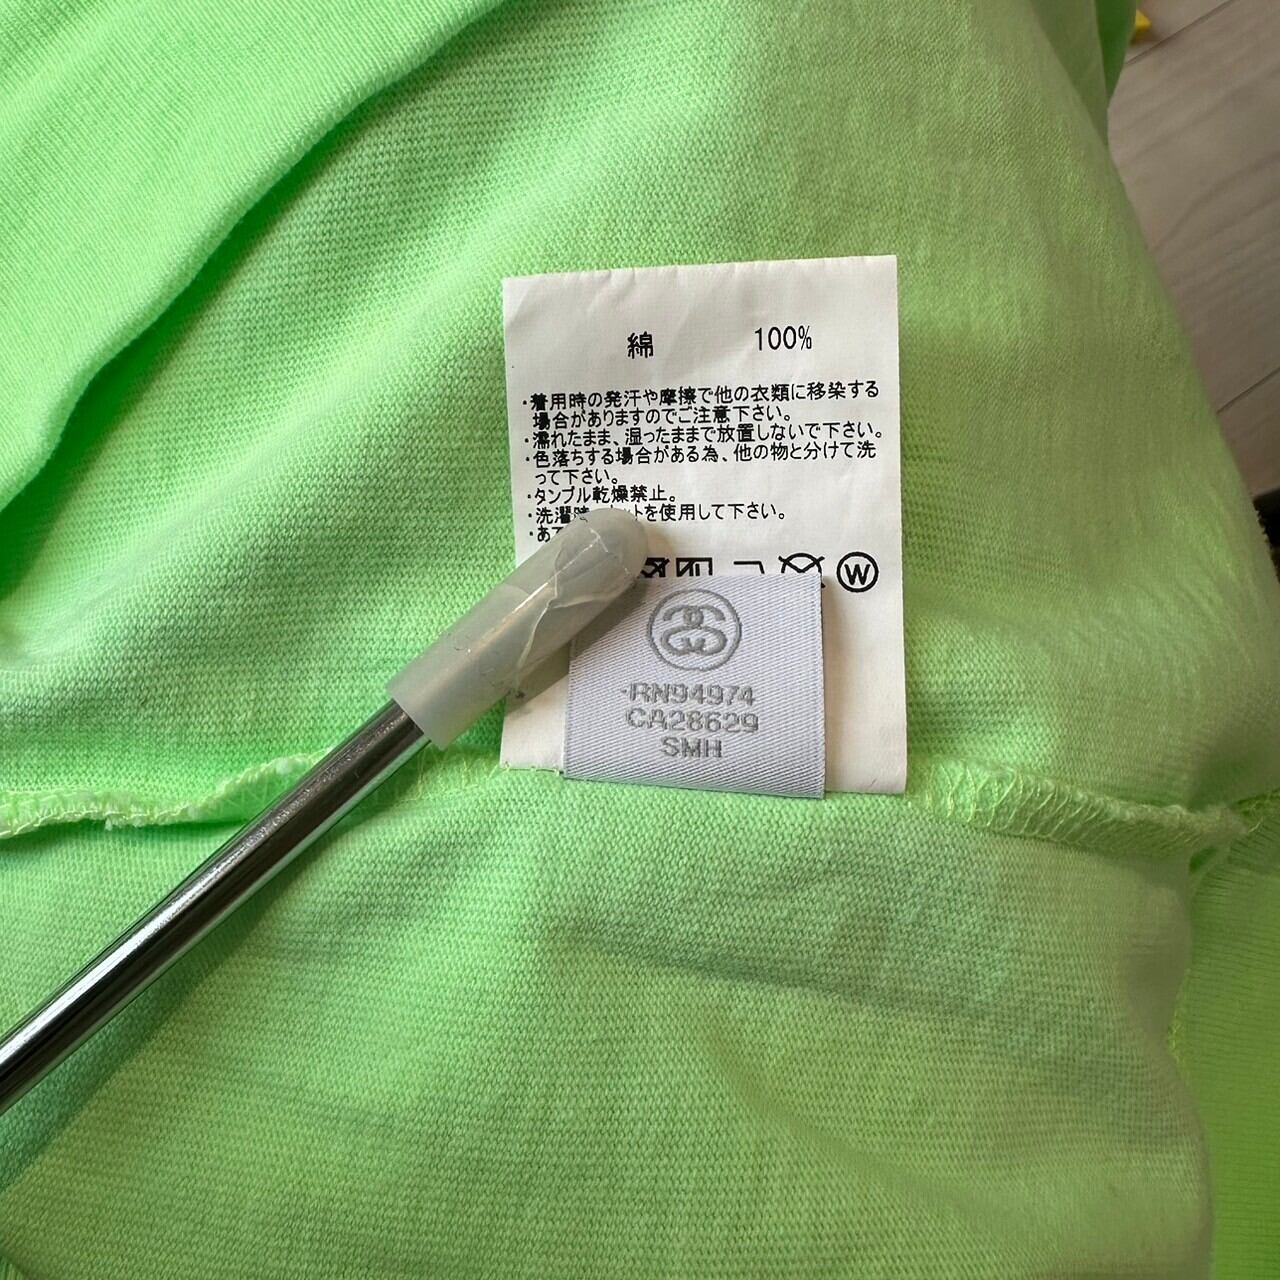 綿 100%
・着用時の発汗や摩擦で他の衣類に移染する
場合がありますのでご注意下さい。
・濡れたまま、湿ったままで放置しないで下さい。
・色落ちする場合がある為、他の物と分けて洗
って下さい。
・タンブル乾燥禁止。
・洗濯時 を使用して下さい。
・あて
W
RN94974
CA28629
SMH